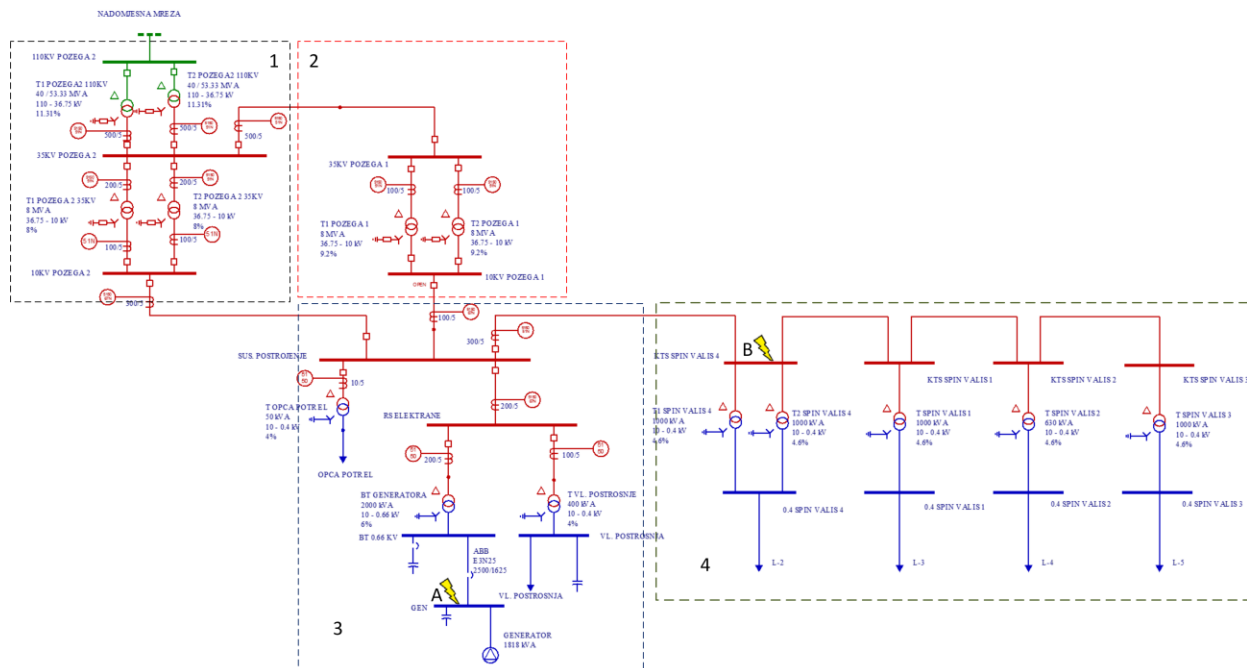 NADOMJESNA MREZA
1
2
110KV POZEGA 2
T1 POZEGA2 110KV
40 / 53.33 MVA
110 - 36.75 kV
11.31%
T2 POZEGA2 110KV
40 / 53.33 MVA
110 - 36.75 kV
11.31%
500/5
500/5
500/5
35KV POZEGA 2
200/5
200/5
T1 POZEGA 2 35KV
8 MVA
36.75 - 10 kV
8%
T2 POZEGA 2 35KV
8 MVA
36.75 - 10 kV
8%
51N
100/5
100/5
51N
10KV POZEGA 2
300/5
35KV POZEGA 1
100/5
100/5
T1 POZEGA 1
8 MVA
36.75 - 10 kV
9.2%
T2 POZEGA 1
8 MVA
36.75 - 10 kV
9.2%
10KV POZEGA 1
OPEN
100/5
300/5
SUS. POSTROJENJE
51
50
10/5
T OPCA POTREL
50 kVA
10 - 0.4 kV
4%
OPCA POTREL
200/5
RS ELEKTRANE
51
50
200/5
51
50
100/5
BT GENERATORA
2000 kVA
10 - 0.66 kV
6%
T VL. POSTROSNJE
400 kVA
10 - 0.4 kV
4%
BT 0.66 KV
VL. POSTROSNJA
ABB
E3N25
2500/1625
VL. POSTROSNJA
A
GEN
GENERATOR
1818 kVA
3
B
KTS SPIN VALIS 4
KTS SPIN VALIS 1
KTS SPIN VALIS 2
KTS SPIN VALIS 3
T1 SPIN VALIS 4
1000 kVA
10 - 0.4 kV
4.6%
T2 SPIN VALIS 4
1000 kVA
10 - 0.4 kV
4.6%
T SPIN VALIS 1
1000 kVA
10 - 0.4 kV
4.6%
T SPIN VALIS 2
630 kVA
10 - 0.4 kV
4.6%
T SPIN VALIS 3
1000 kVA
10 - 0.4 kV
4.6%
0.4 SPIN VALIS 4
0.4 SPIN VALIS 1
0.4 SPIN VALIS 2
0.4 SPIN VALIS 3
4
L-2
L-3
L-4
L-5